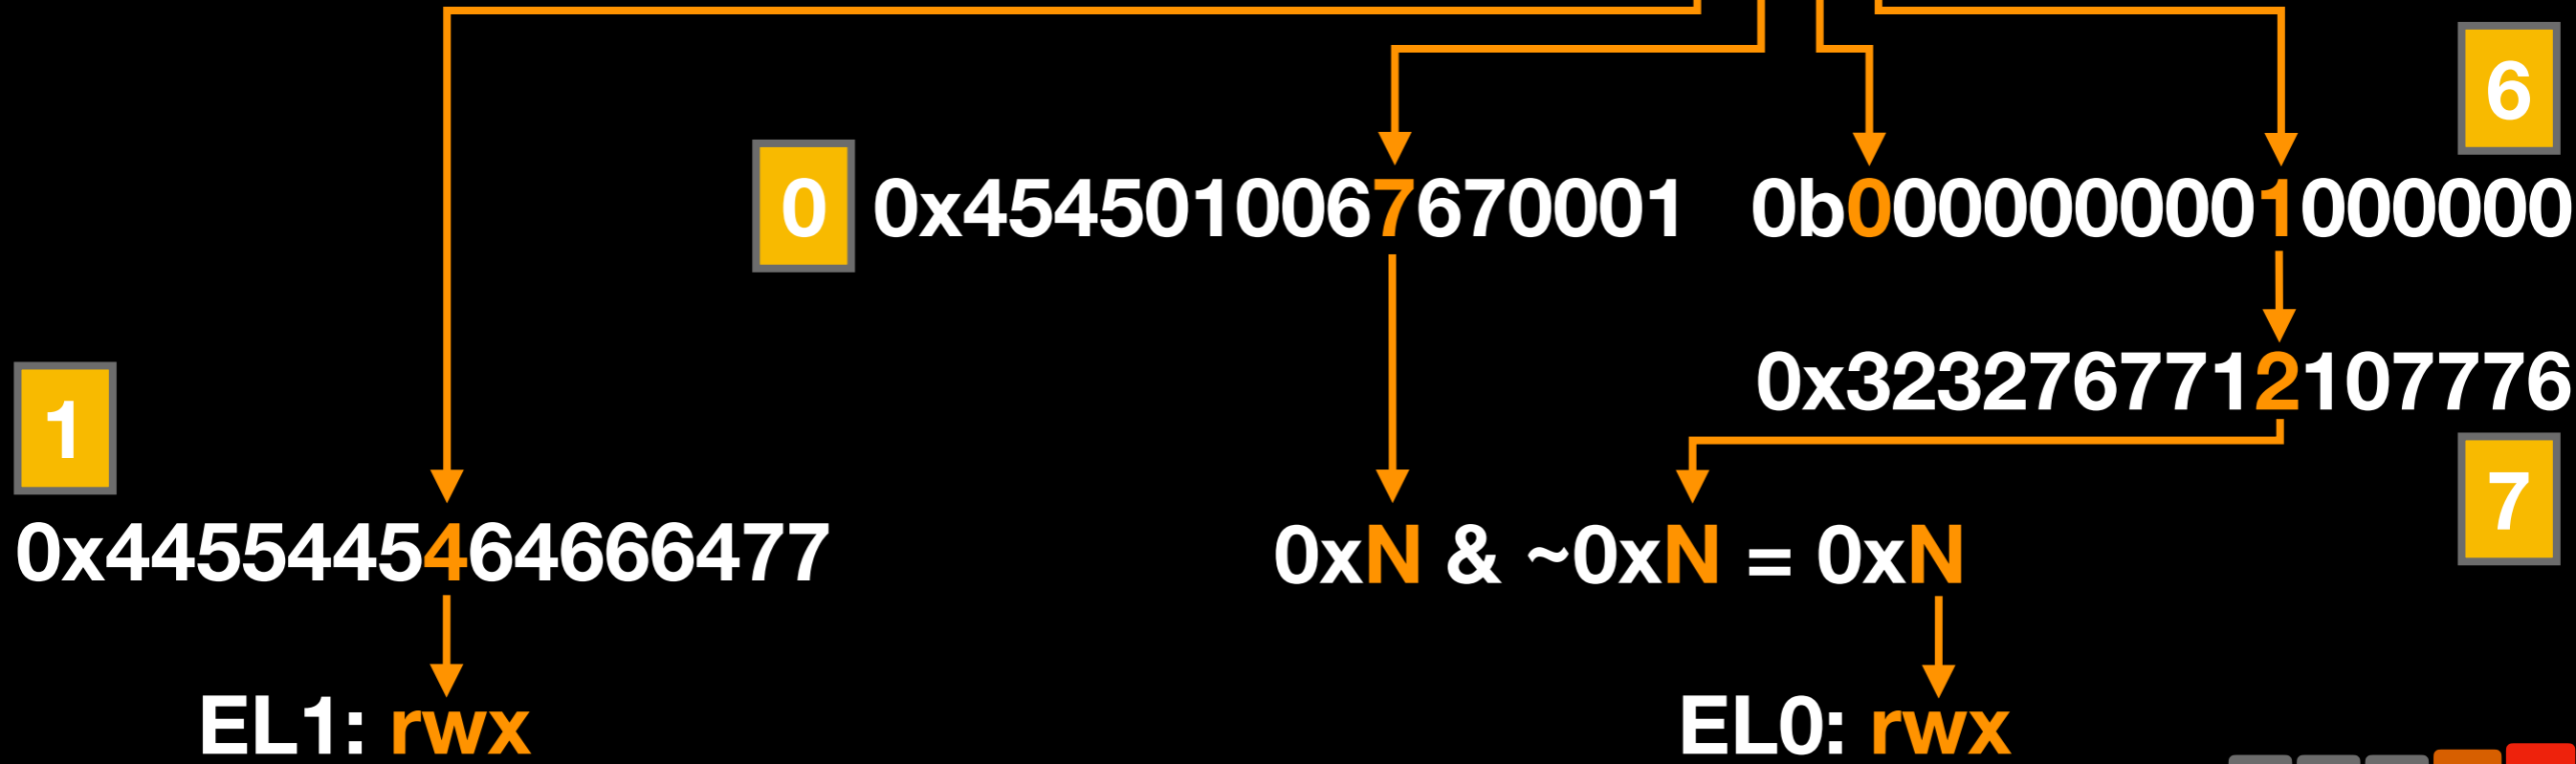 6
0 0x4545010067670001 0b0000000001000000
0x3232767712107776
1 7
0x4455445464666477 0xN & ~0xN = 0xN
EL1: rwx EL0: rwx